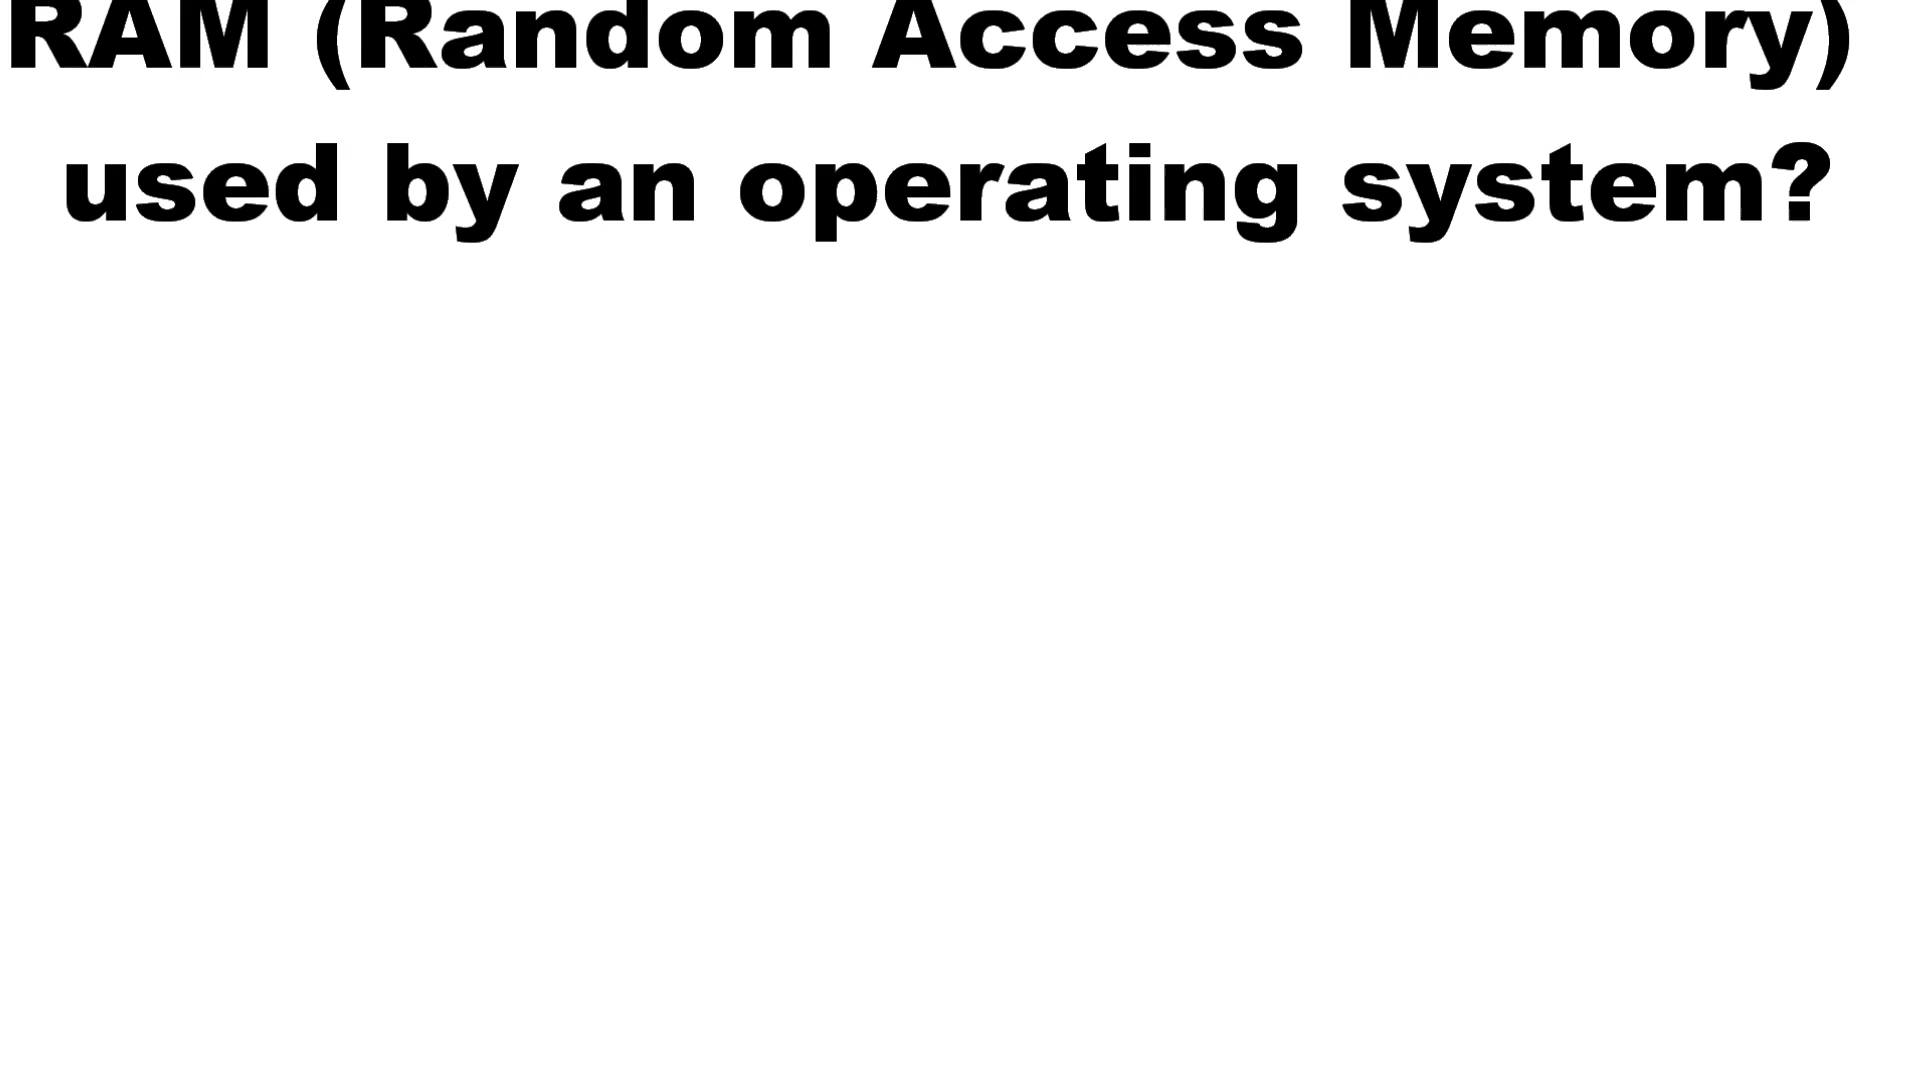 RAM (Random Access Memory)
used by an operating system?